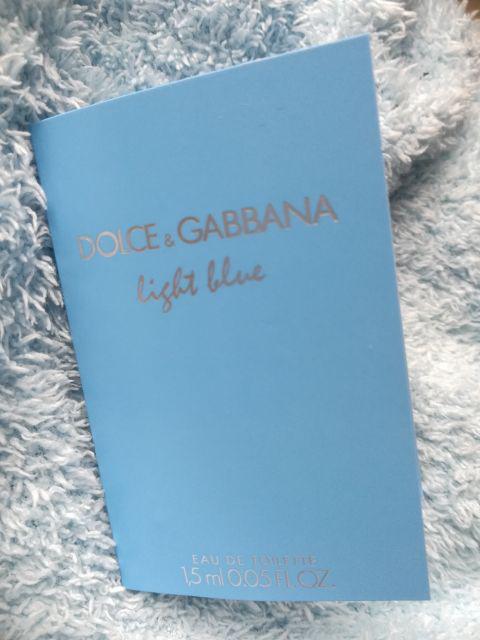 DOLCE & GABBANA
light blue
EAU DE TOILETTE
1,5 ml 0.05 FL.OZ.